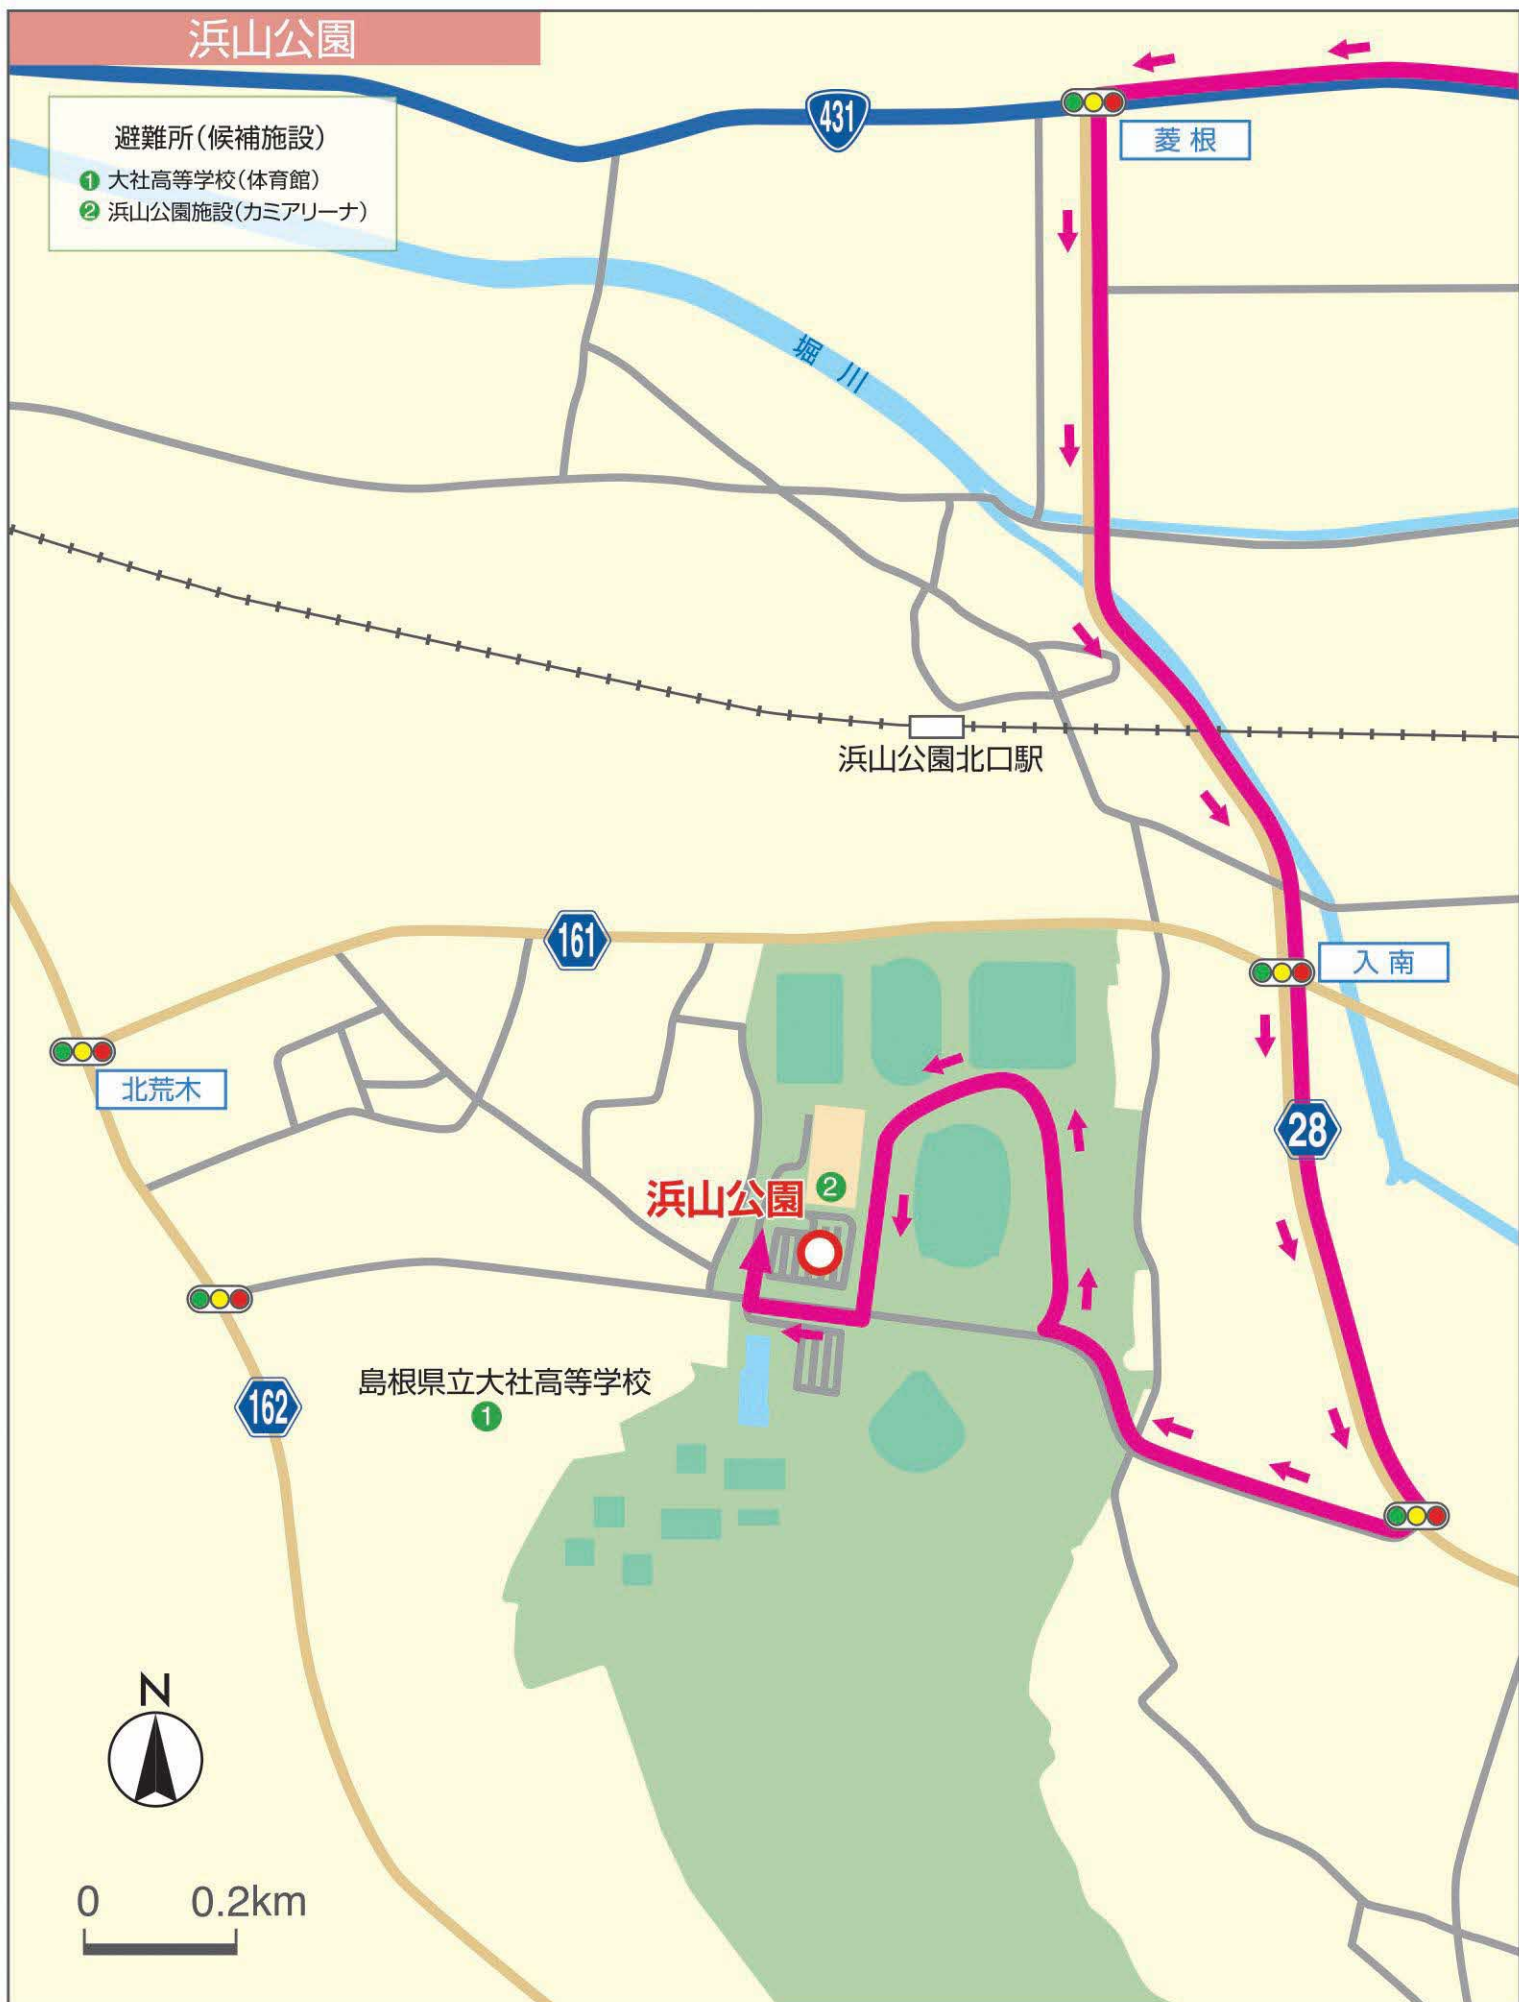 浜山公園
避難所(候補施設)
❶ 大社高等学校(体育館)
❷ 浜山公園施設(カミアリーナ)
431
菱根
堀川
浜山公園北口駅
161
入南
北荒木
28
浜山公園
2
島根県立大社高等学校
1
162
N
0 0.2km